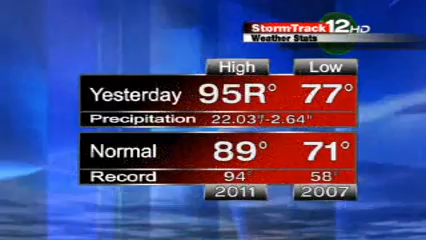 StormTrack 12 HD
Weather Stats
High Low
Yesterday 95R° 77°
Precipitation 22.03"/-2.64"
Normal 89° 71°
Record 94° 58°
2011 2007